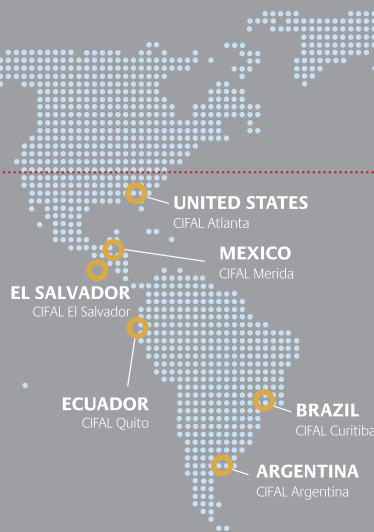 UNITED STATES
CIFAL Atlanta
MEXICO
CIFAL Merida
EL SALVADOR
CIFAL El Salvador
ECUADOR
CIFAL Quito
BRAZIL
CIFAL Curitiba
ARGENTINA
CIFAL Argentina